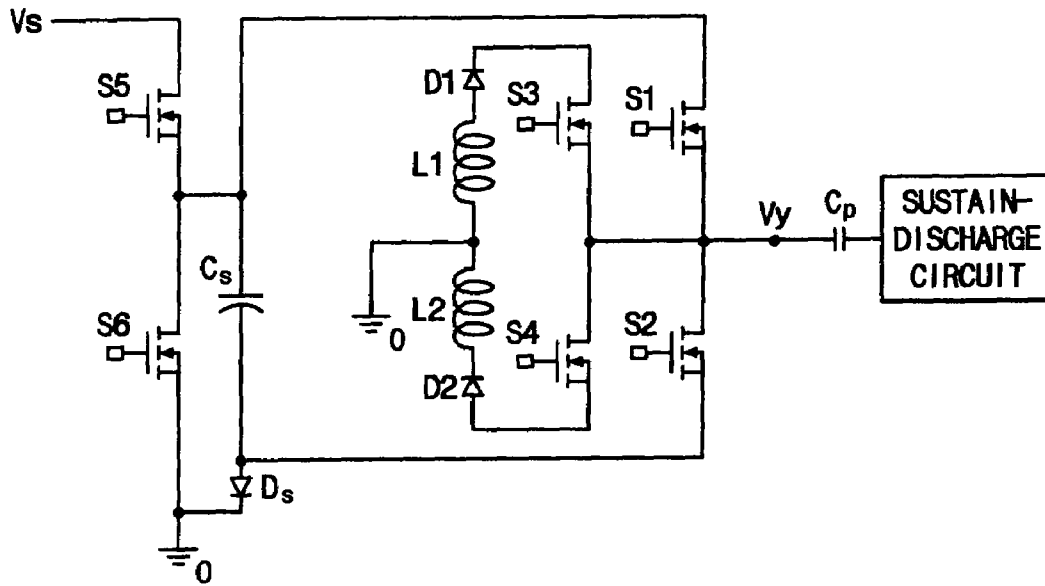 Vs
S5
D1
S3
S1
L1
Vy
Cp
SUSTAIN-
DISCHARGE
CIRCUIT
Cs
L2
0
S6
S4
S2
D2
Ds
0